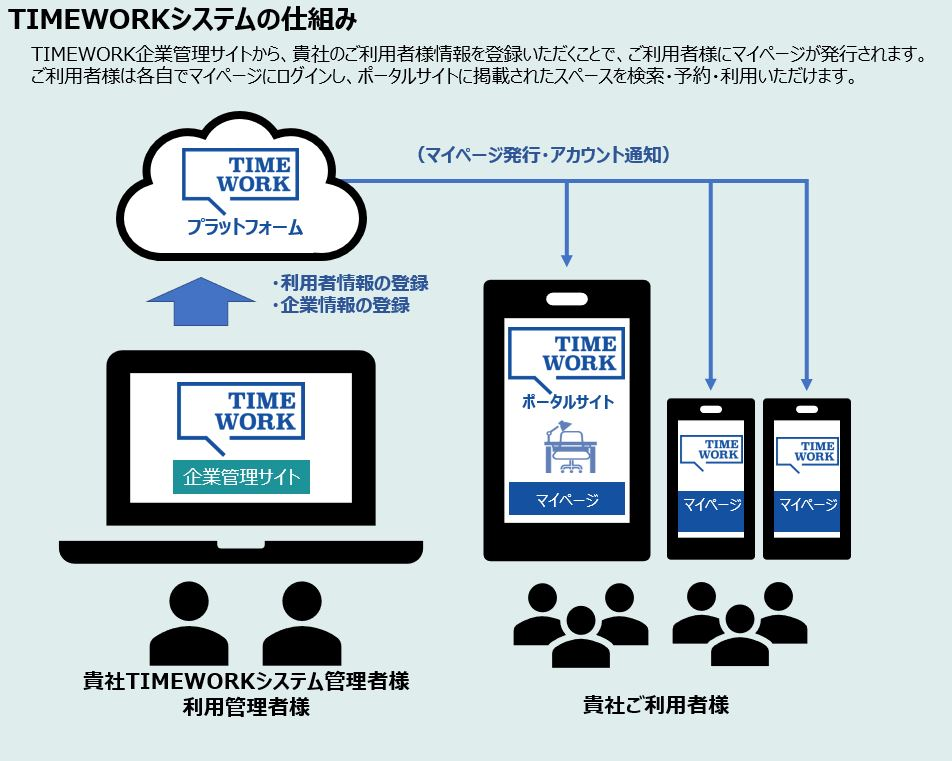 TIMEWORKシステムの仕組み
TIMEWORK企業管理サイトから、貴社のご利用者様情報を登録いただくことで、ご利用者様にマイページが発行されます。
ご利用者様は各自でマイページにログインし、ポータルサイトに掲載されたスペースを検索・予約・利用いただけます。
（マイページ発行・アカウント通知）
TIME
WORK
プラットフォーム
・利用者情報の登録
・企業情報の登録
TIME
WORK
企業管理サイト
TIME
WORK
ポータルサイト
マイページ
TIME
WORK
マイページ
TIME
WORK
マイページ
貴社TIMEWORKシステム管理者様
利用管理者様
貴社ご利用者様